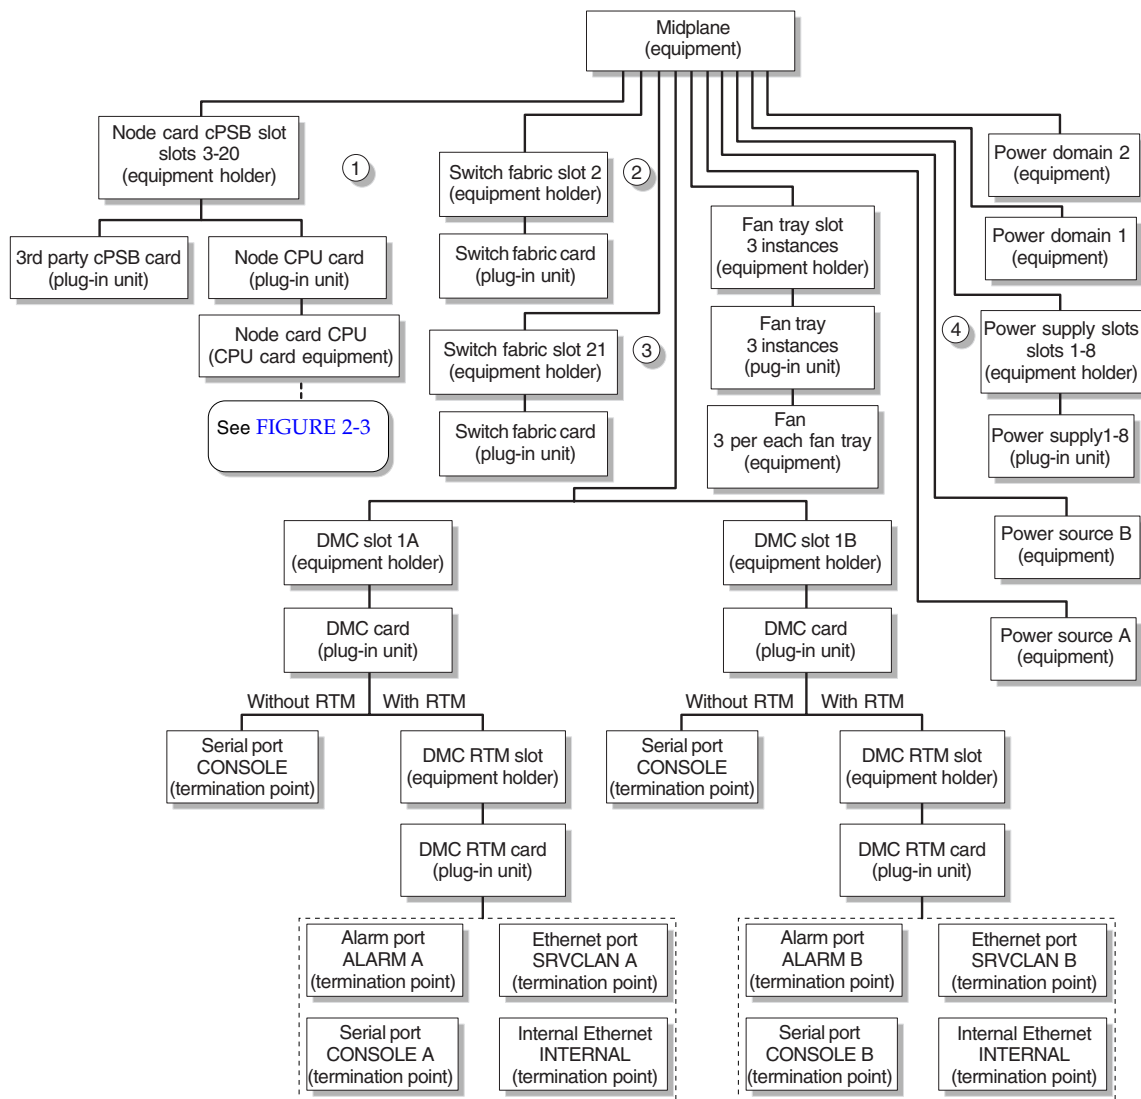 Midplane
(equipment)
Node card cPSB slot
slots 3-20
(equipment holder)
1
Switch fabric slot 2
(equipment holder)
2
Power domain 2
(equipment)
3rd party cPSB card
(plug-in unit)
Node CPU card
(plug-in unit)
Switch fabric card
(plug-in unit)
Fan tray slot
3 instances
(equipment holder)
Power domain 1
(equipment)
Node card CPU
(CPU card equipment)
Switch fabric slot 21
(equipment holder)
3
Fan tray
3 instances
(pug-in unit)
4
Power supply slots
slots 1-8
(equipment holder)
See FIGURE 2-3
Switch fabric card
(plug-in unit)
Fan
3 per each fan tray
(equipment)
Power supply1-8
(plug-in unit)
DMC slot 1A
(equipment holder)
DMC slot 1B
(equipment holder)
Power source B
(equipment)
DMC card
(plug-in unit)
DMC card
(plug-in unit)
Power source A
(equipment)
Without RTM
With RTM
Without RTM
With RTM
Serial port
CONSOLE
(termination point)
DMC RTM slot
(equipment holder)
Serial port
CONSOLE
(termination point)
DMC RTM slot
(equipment holder)
DMC RTM card
(plug-in unit)
DMC RTM card
(plug-in unit)
Alarm port
ALARM A
(termination point)
Ethernet port
SRVCLAN A
(termination point)
Alarm port
ALARM B
(termination point)
Ethernet port
SRVCLAN B
(termination point)
Serial port
CONSOLE A
(termination point)
Internal Ethernet
INTERNAL
(termination point)
Serial port
CONSOLE B
(termination point)
Internal Ethernet
INTERNAL
(termination point)